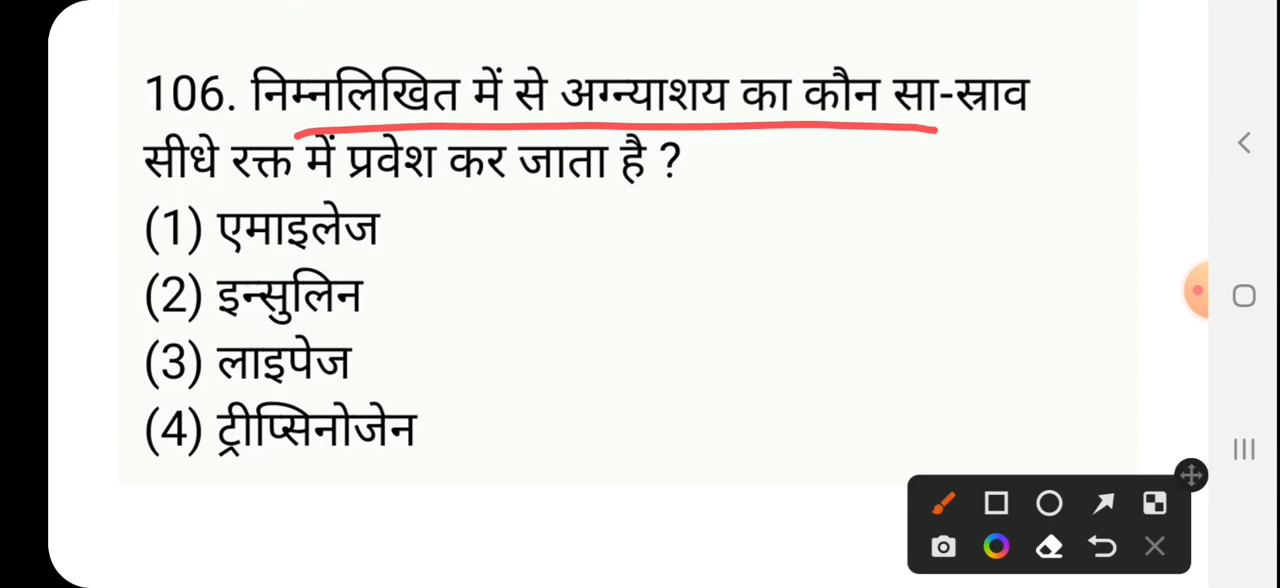 106. निम्नलिखित में से अग्न्याशय का कौन सा-स्राव
सीधे रक्त में प्रवेश कर जाता है ?
(1) एमाइलेज
(2) इन्सुलिन
(3) लाइपेज
(4) ट्रीप्सिनोजेन